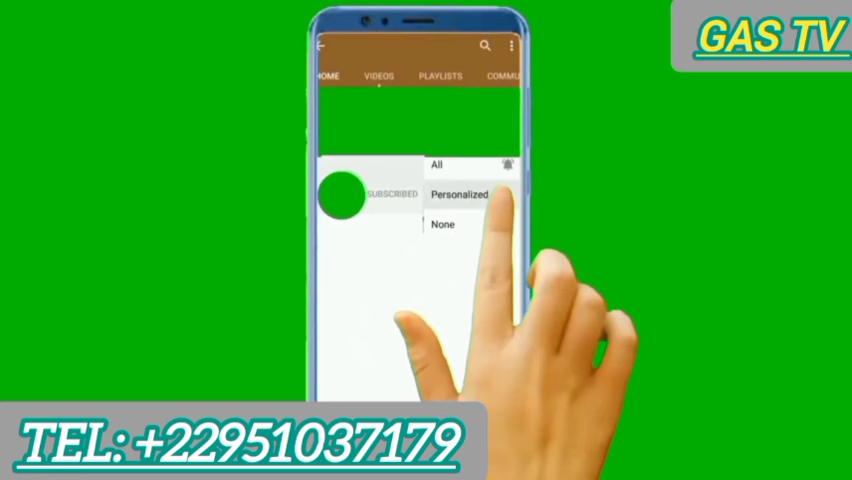 GAS TV
HOME VIDEOS PLAYLISTS COMMU
All
SUBSCRIBED Personalized
None
TEL: +22951037179